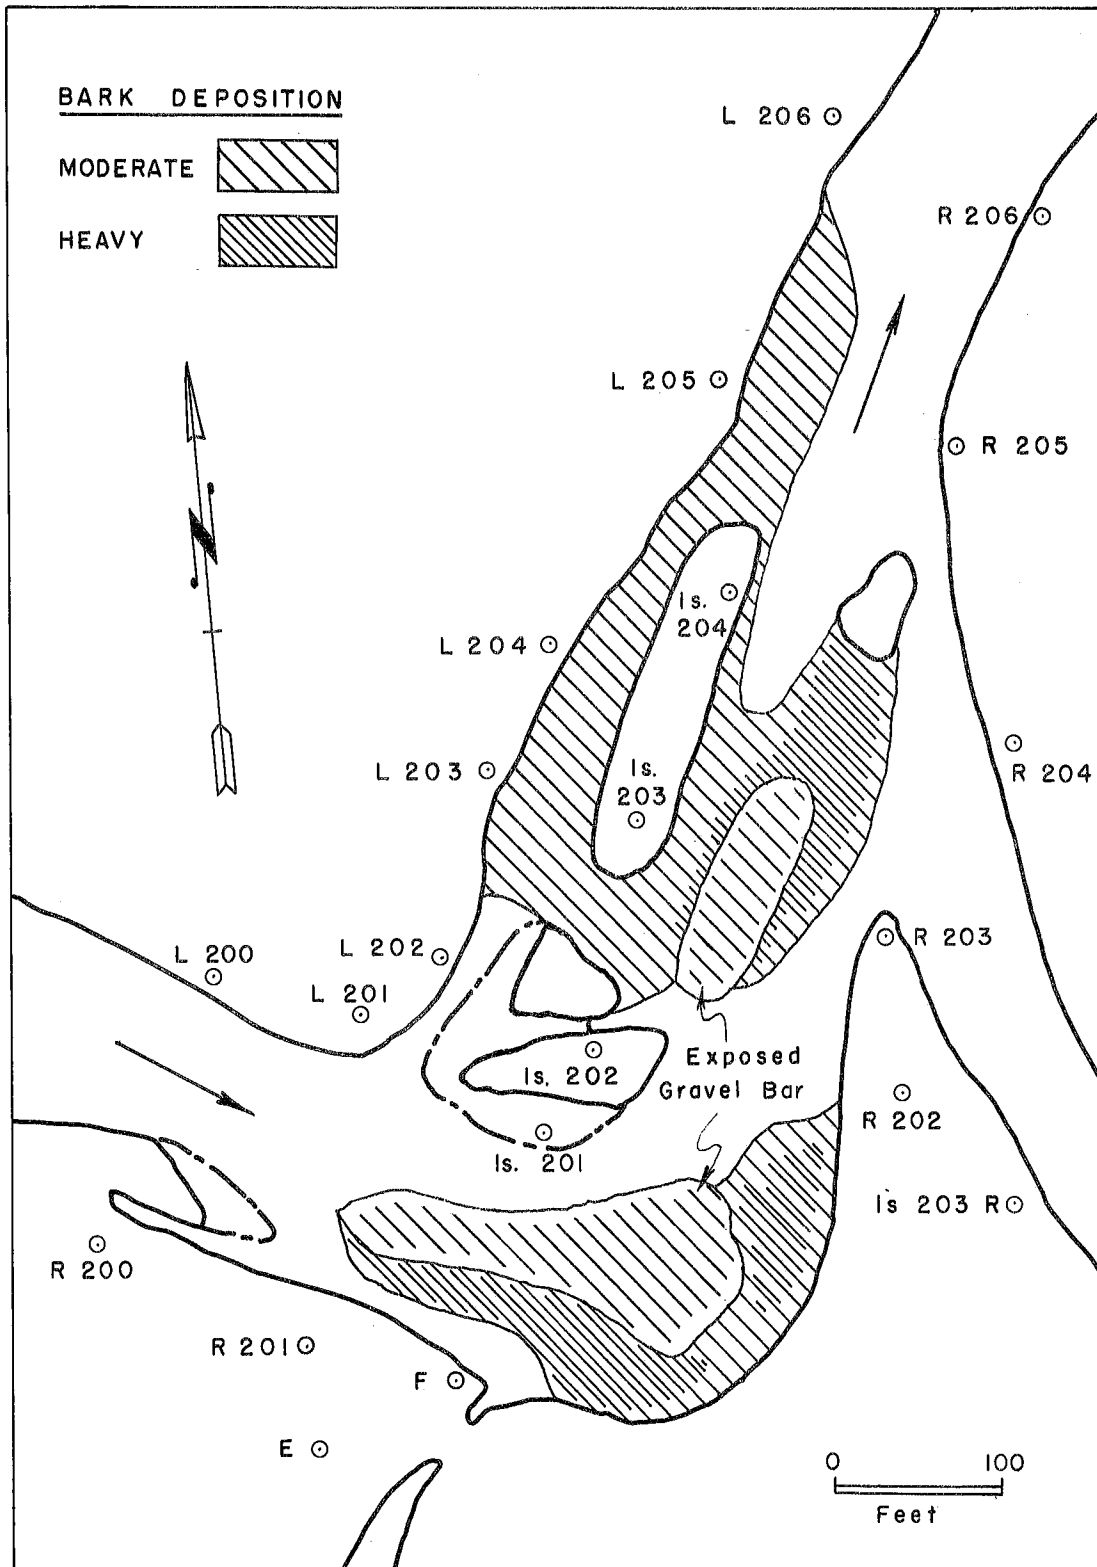 BARK DEPOSITION
MODERATE
HEAVY
L 206
R 206
L 205
R 205
Is.
204
L 204
L 203
Is.
203
R 204
L 200
L 202
L 201
R 203
Is. 202
Exposed
Gravel Bar
R 202
Is. 201
Is 203 R
R 200
R 201
F
E
0 100
Feet
N